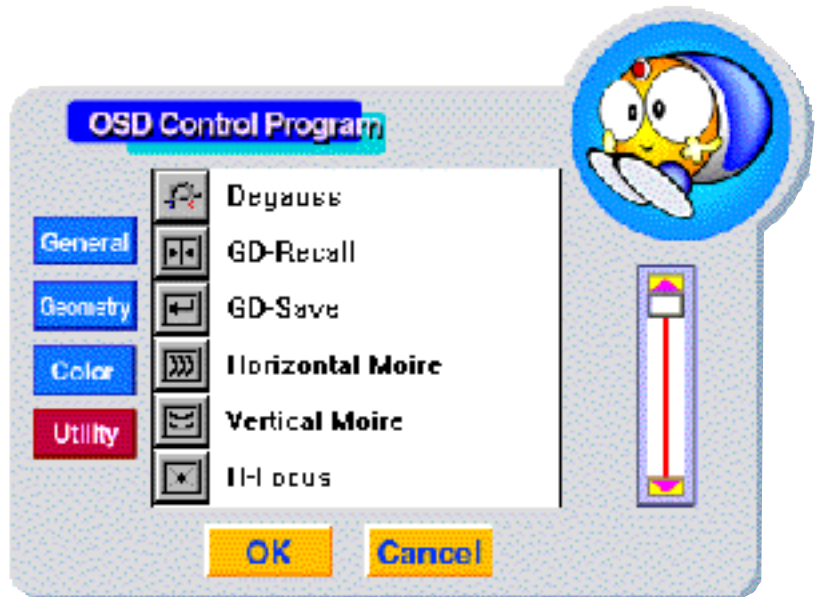 OSD Control Program
Degauss
General
GD-Recall
Geometry
GD-Save
Color
Horizontal Moire
Utility
Vertical Moire
H-Focus
OK
Cancel